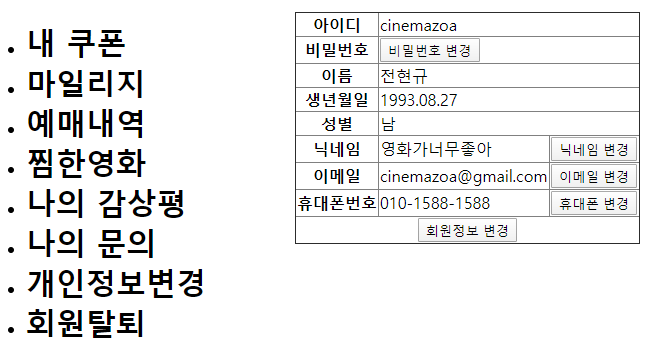 내 쿠폰
마일리지
예매내역
찜한영화
나의 감상평
나의 문의
개인정보변경
회원탈퇴
아이디 cinemazoa
비밀번호 비밀번호 변경
이름 전현규
생년월일 1993.08.27
성별 남
닉네임 영화가너무좋아 닉네임 변경
이메일 cinemazoa@gmail.com 이메일 변경
휴대폰번호 010-1588-1588 휴대폰 변경
회원정보 변경